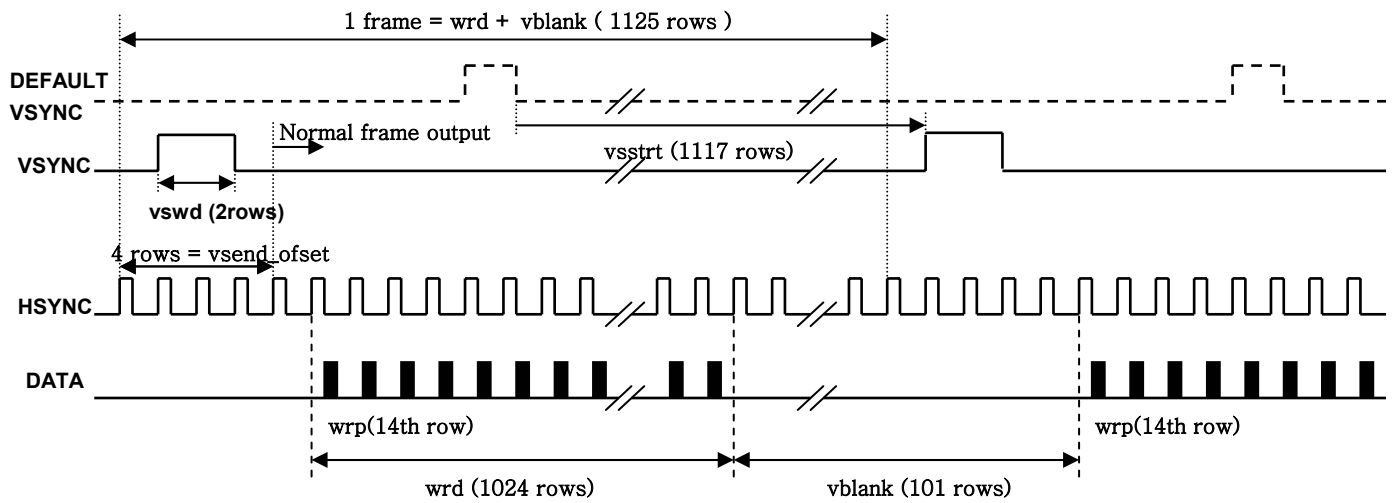 1 frame = wrd + vblank ( 1125 rows )
DEFAULT
VSYNC
Normal frame output
vsstrt (1117 rows)
VSYNC
vswd (2rows)
4 rows = vsend_ofset
HSYNC
DATA
wrp(14th row)
wrp(14th row)
wrd (1024 rows)
vblank (101 rows)